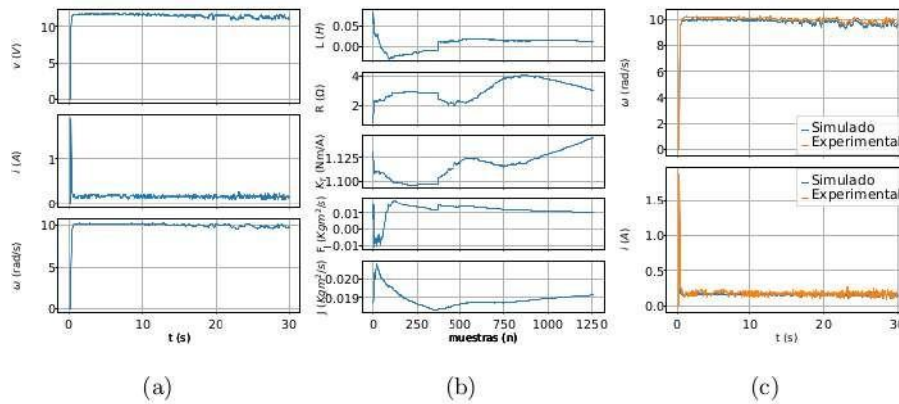 v (V)
10
5
0
i (A)
1
0
ω (rad/s)
10
5
0
0
10
20
30
t (s)
(a)
L (H)
0.05
0.00
R (Ω)
4
2
1.125
1.100
(Nm/A)
0.01
0.00
−0.01
(Kgm²/s)
J (Kgm²/s)
0.020
0.019
0
250
500
750
1000
1250
muestras (n)
(b)
ω (rad/s)
10
8
6
4
2
0
Simulado
Experimental
i (A)
1.5
1.0
0.5
0.0
Simulado
Experimental
0
10
20
30
t (s)
(c)